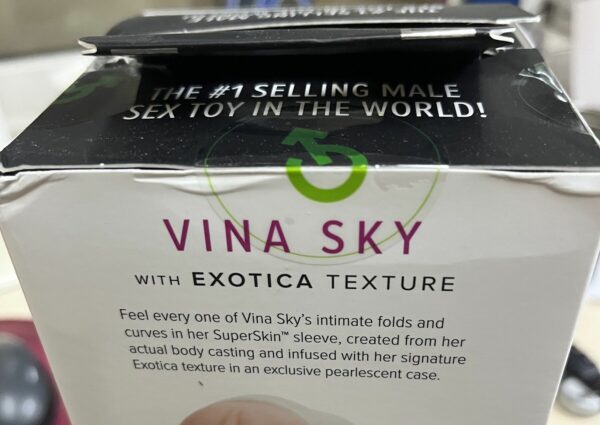 THE #1 SELLING MALE
SEX TOY IN THE WORLD!
VINA SKY
WITH EXOTICA TEXTURE
Feel every one of Vina Sky's intimate folds and
curves in her SuperSkin™ sleeve, created from her
actual body casting and infused with her signature
Exotica texture in an exclusive pearlescent case.